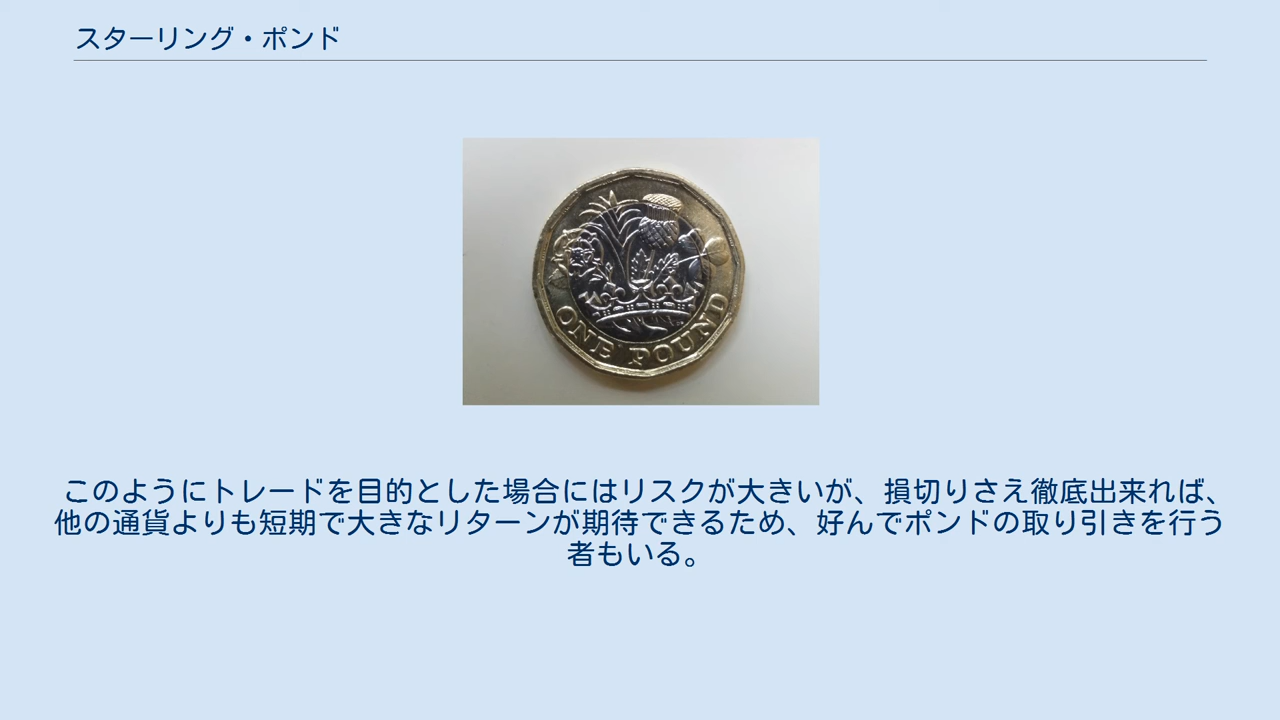 スターリング・ポンド
ONE POUND
このようにトレードを目的とした場合にはリスクが大きいが、損切りさえ徹底出来れば、
他の通貨よりも短期で大きなリターンが期待できるため、好んでポンドの取り引きを行う
者もいる。